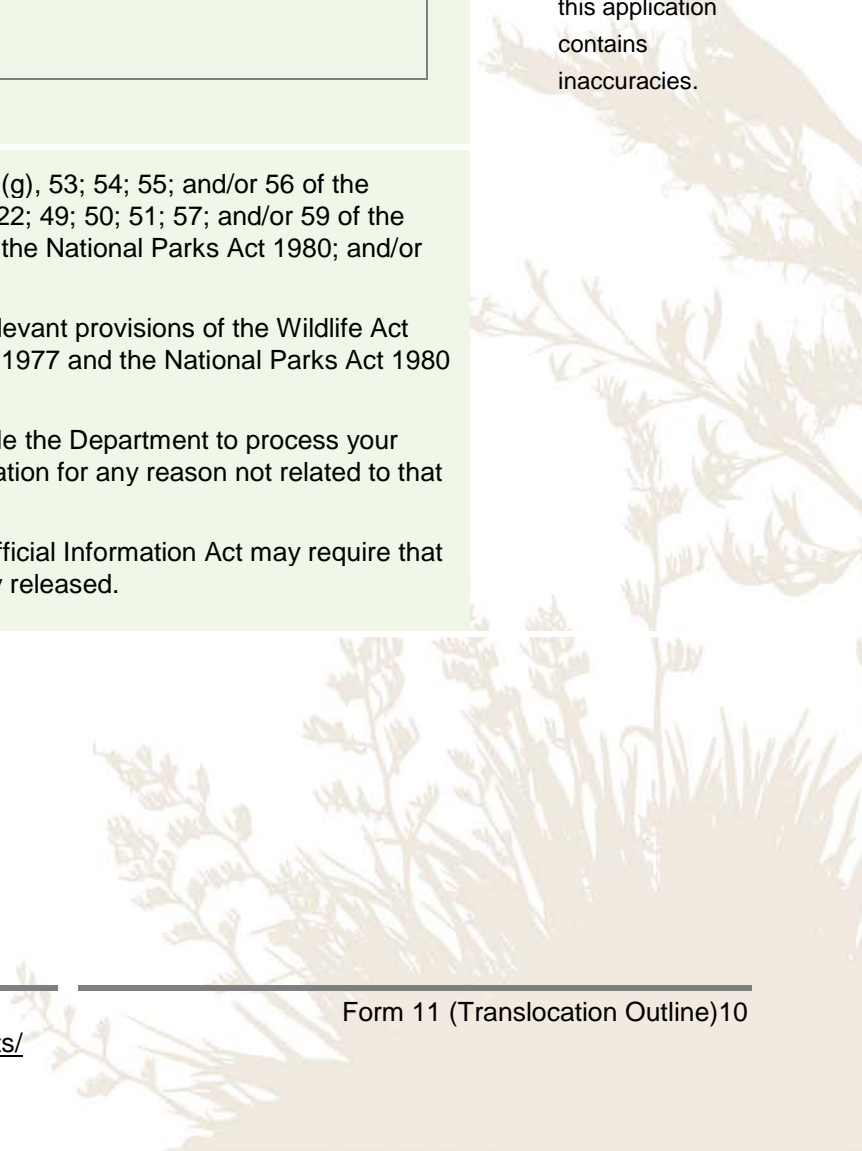 this application
contains
inaccuracies.
(g), 53; 54; 55; and/or 56 of the
22; 49; 50; 51; 57; and/or 59 of the
the National Parks Act 1980; and/or
levant provisions of the Wildlife Act
1977 and the National Parks Act 1980
le the Department to process your
ation for any reason not related to that
fficial Information Act may require that
y released.
Form 11 (Translocation Outline)10
ts/